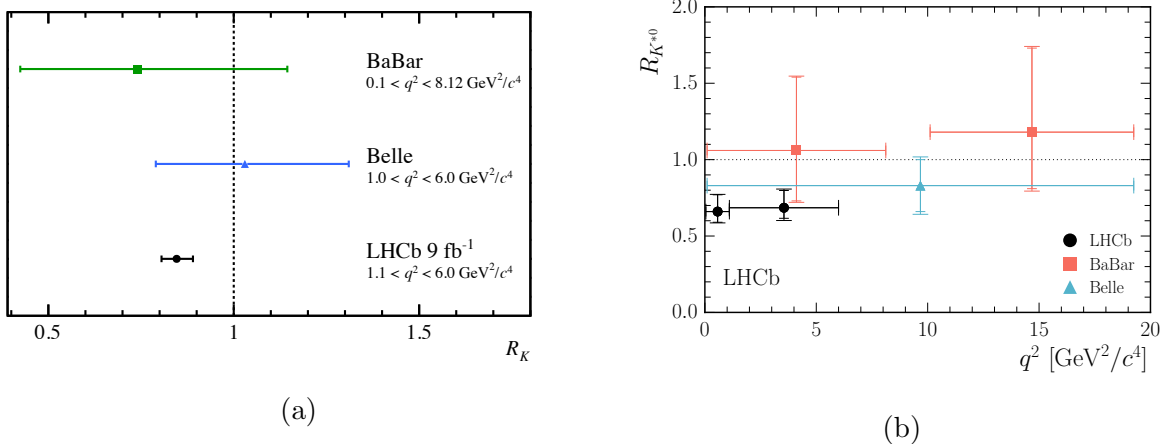 BaBar
0.1 < q² < 8.12 GeV²/c⁴
Belle
1.0 < q² < 6.0 GeV²/c⁴
LHCb 9 fb⁻¹
1.1 < q² < 6.0 GeV²/c⁴
0.5 1 1.5
R_K
(a)
R_{K*0}
2.0
1.5
1.0
0.5
0.0
LHCb
BaBar
Belle
LHCb
0 5 10 15 20
q² [GeV²/c⁴]
(b)